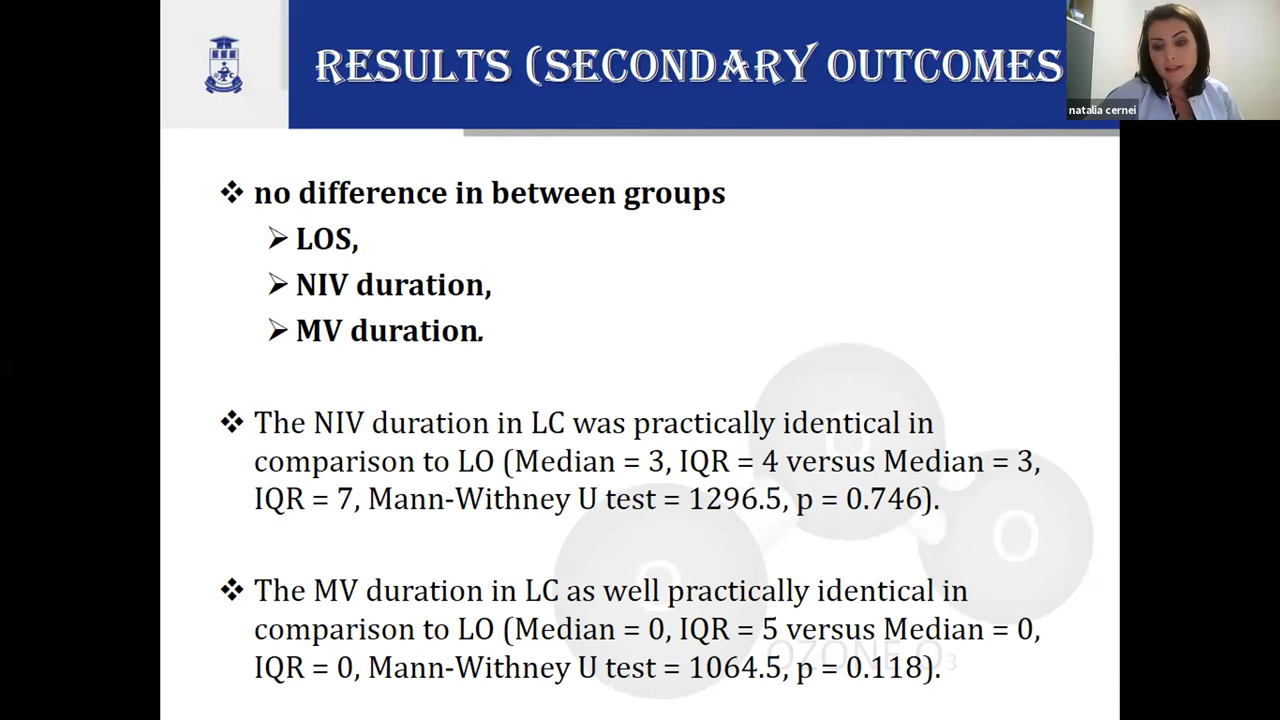 RESULTS (SECONDARY OUTCOMES
natalia cernei
no difference in between groups
LOS,
NIV duration,
MV duration.
The NIV duration in LC was practically identical in
comparison to LO (Median = 3, IQR = 4 versus Median = 3,
IQR = 7, Mann-Withney U test = 1296.5, p = 0.746).
The MV duration in LC as well practically identical in
comparison to LO (Median = 0, IQR = 5 versus Median = 0,
IQR = 0, Mann-Withney U test = 1064.5, p = 0.118).
O
O
O
OZONE O3